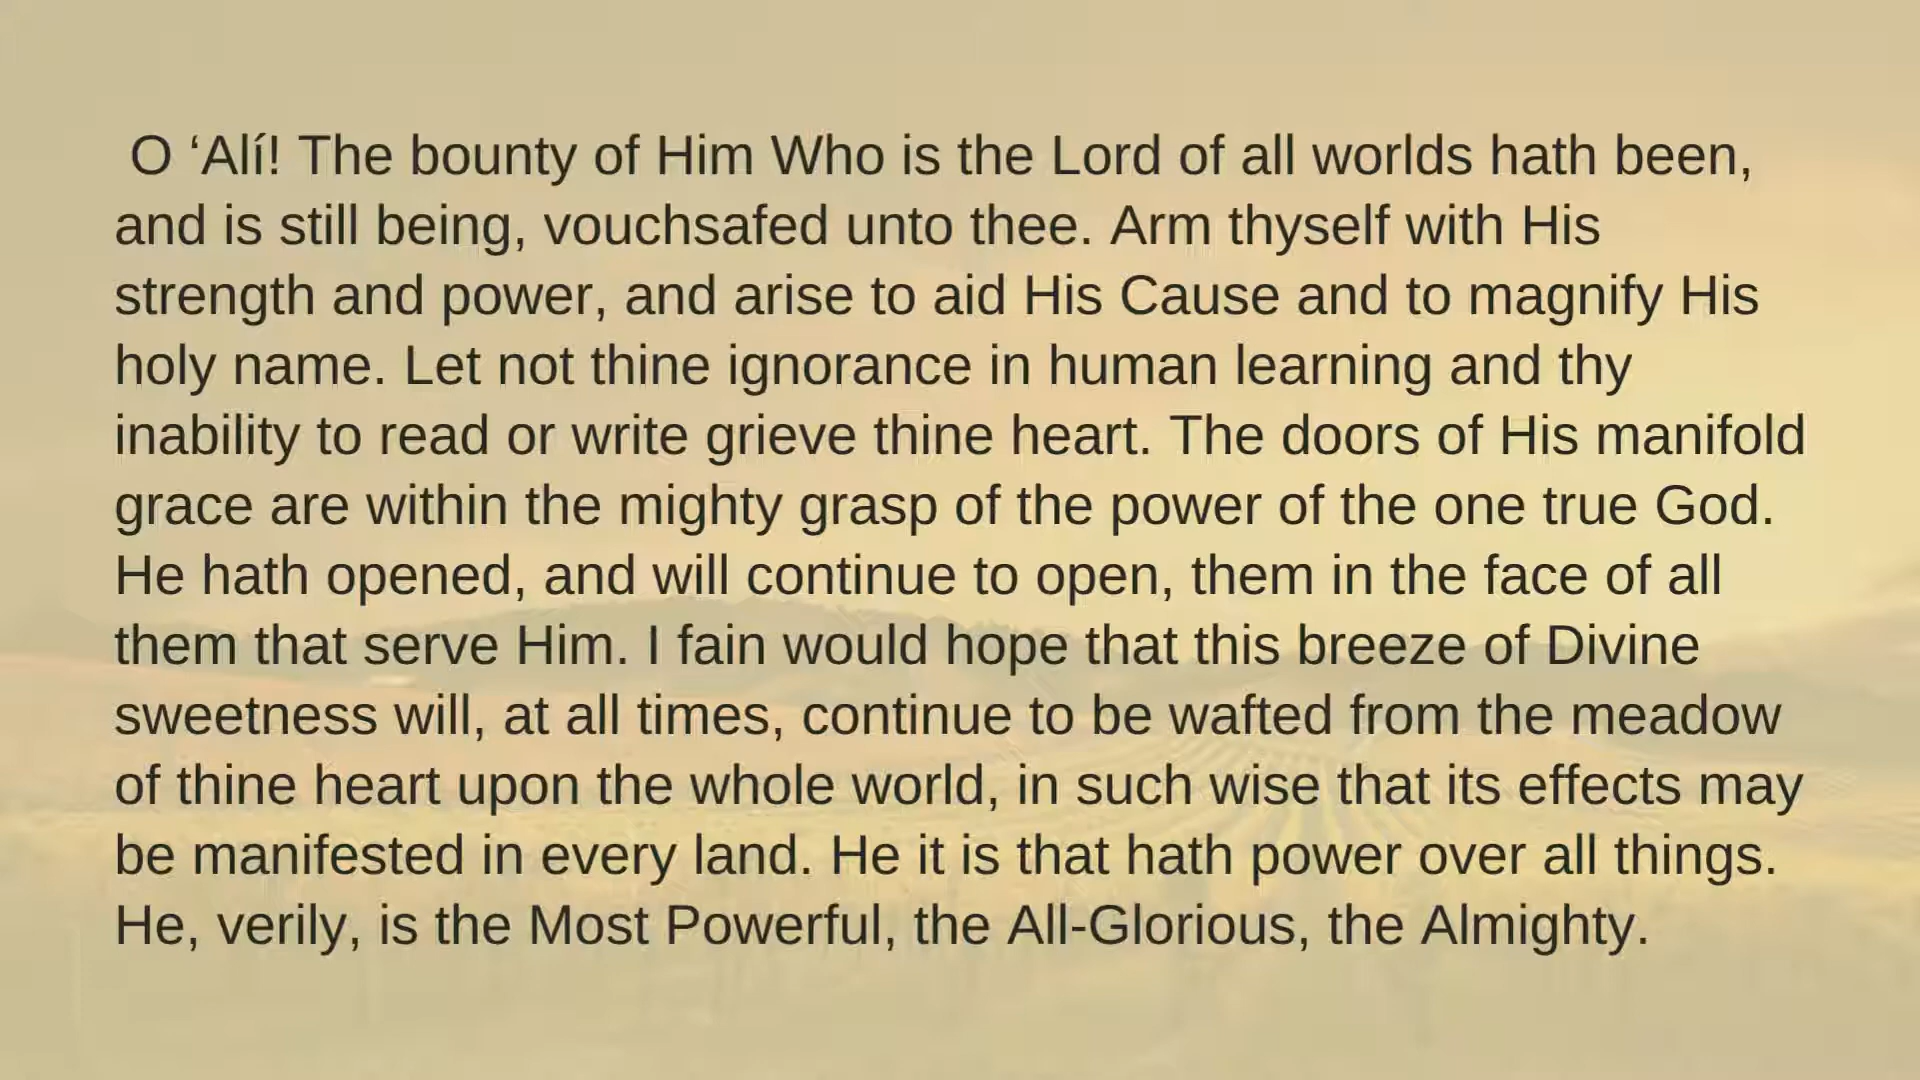 O ‘Alí! The bounty of Him Who is the Lord of all worlds hath been,
and is still being, vouchsafed unto thee. Arm thyself with His
strength and power, and arise to aid His Cause and to magnify His
holy name. Let not thine ignorance in human learning and thy
inability to read or write grieve thine heart. The doors of His manifold
grace are within the mighty grasp of the power of the one true God.
He hath opened, and will continue to open, them in the face of all
them that serve Him. I fain would hope that this breeze of Divine
sweetness will, at all times, continue to be wafted from the meadow
of thine heart upon the whole world, in such wise that its effects may
be manifested in every land. He it is that hath power over all things.
He, verily, is the Most Powerful, the All-Glorious, the Almighty.